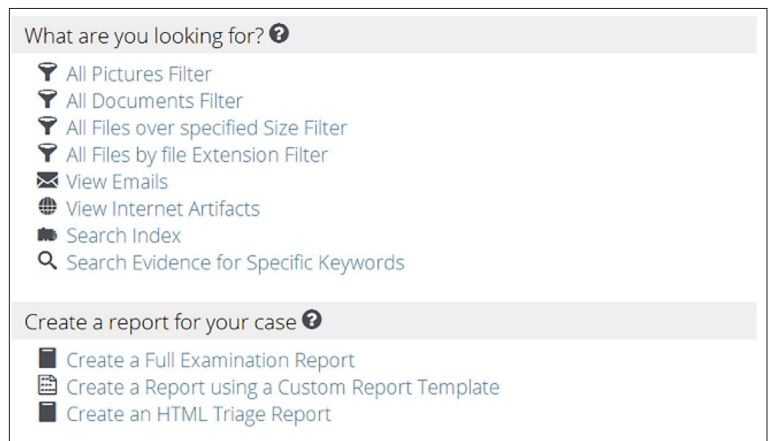 What are you looking for?
All Pictures Filter
All Documents Filter
All Files over specified Size Filter
All Files by file Extension Filter
View Emails
View Internet Artifacts
Search Index
Search Evidence for Specific Keywords
Create a report for your case
Create a Full Examination Report
Create a Report using a Custom Report Template
Create an HTML Triage Report